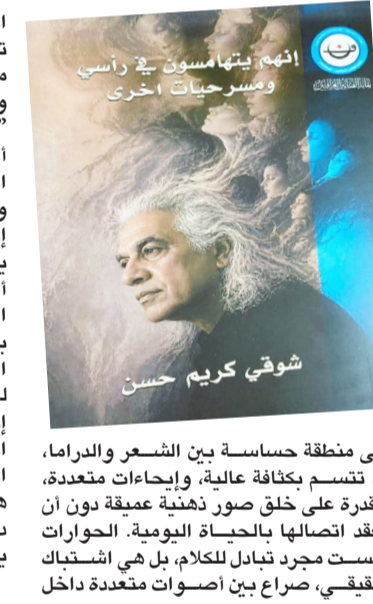 إنهم يتهامسون في رأسي
ومسرحيات اخرى
شوقي كريم حسن
ى منطقة حساسة بين الشعر والدراما،
تتسم بكثافة عالية، وإيحاءات متعددة،
قدرة على خلق صور ذهنية عميقة دون أن
فقد اتصالها بالحياة اليومية. الحوارات
ست مجرد تبادل للكلام، بل هي اشتباك
قيقي، صراع بين أصوات متعددة داخل